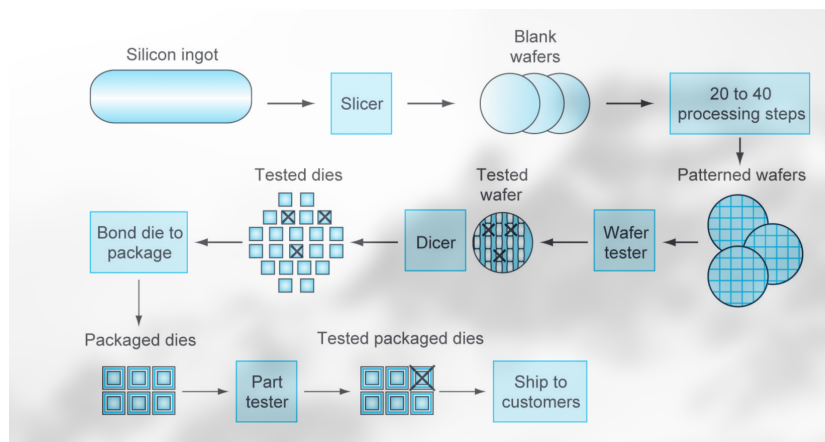 Silicon ingot
Slicer
Blank
wafers
20 to 40
processing steps
Tested dies
Tested
wafer
Patterned wafers
Bond die to
package
Dicer
Wafer
tester
Packaged dies
Tested packaged dies
Part
tester
Ship to
customers